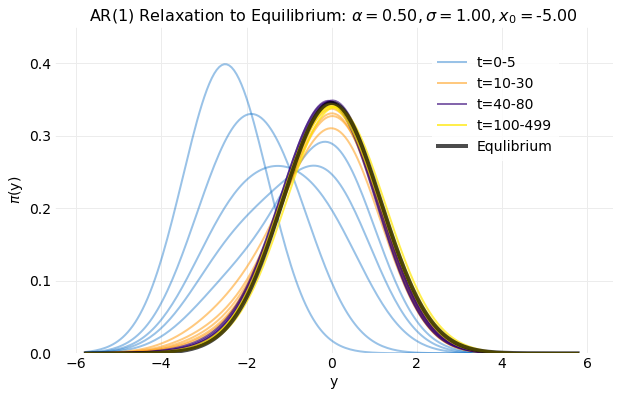 AR(1) Relaxation to Equilibrium: α = 0.50, σ = 1.00, x₀ = -5.00
π(y)
0.4
0.3
0.2
0.1
0.0
t=0-5
t=10-30
t=40-80
t=100-499
Equlibrium
−6 −4 −2 0 2 4 6
y